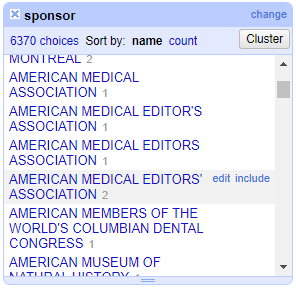 sponsor change
6370 choices Sort by: name count Cluster
MONTREAL 2
AMERICAN MEDICAL
ASSOCIATION 1
AMERICAN MEDICAL EDITOR'S
ASSOCIATION 1
AMERICAN MEDICAL EDITORS
ASSOCIATION 1
AMERICAN MEDICAL EDITORS' edit include
ASSOCIATION 2
AMERICAN MEMBERS OF THE
WORLD'S COLUMBIAN DENTAL
CONGRESS 1
AMERICAN MUSEUM OF
NATURAL HISTORY 1